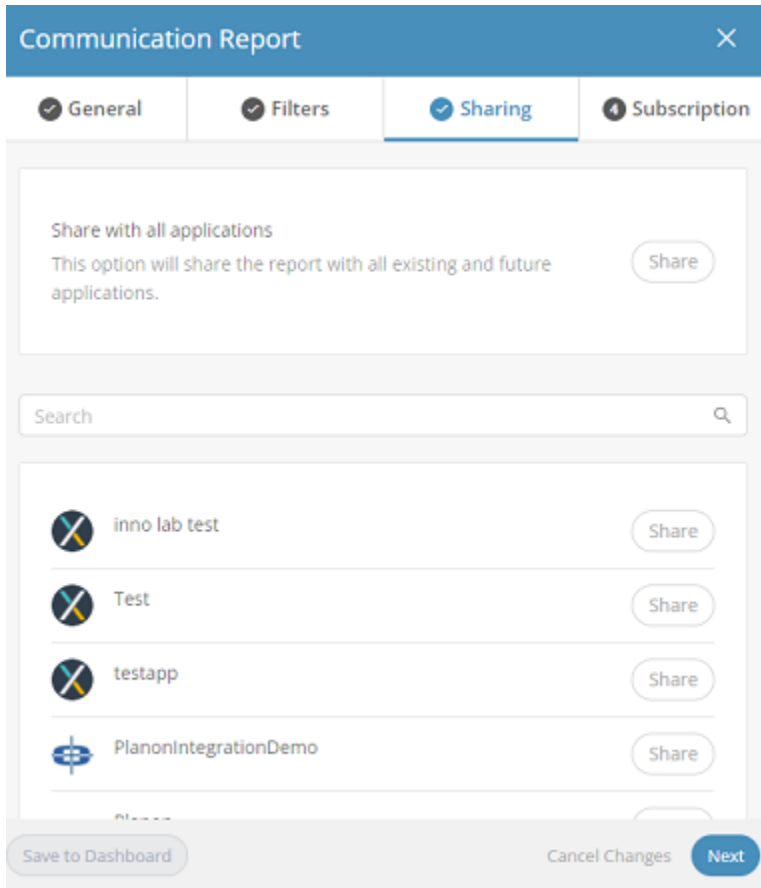 Communication Report
General
Filters
Sharing
4 Subscription
Share with all applications
This option will share the report with all existing and future
applications.
Share
Search
inno lab test
Share
Test
Share
testapp
Share
PlanonIntegrationDemo
Share
Save to Dashboard
Cancel Changes
Next